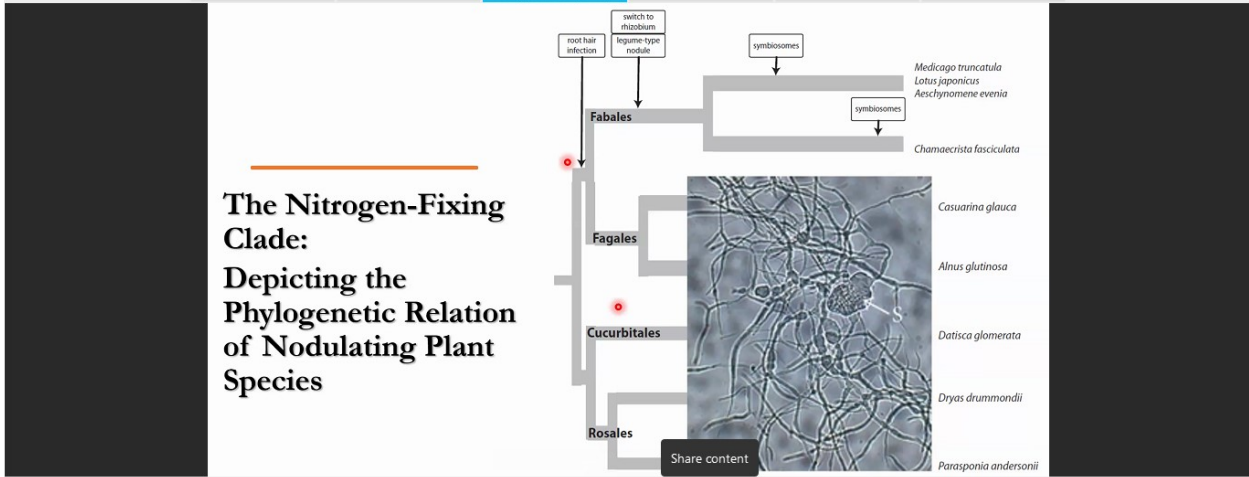 The Nitrogen-Fixing
Clade:
Depicting the
Phylogenetic Relation
of Nodulating Plant
Species
switch to
rhizobium
root hair
infection
legume-type
nodule
symbiosomes
Medicago truncatula
Lotus japonicus
Aeschynomene evenia
symbiosomes
Fabales
Chamaecrista fasciculata
Casuarina glauca
Fagales
Alnus glutinosa
S
Cucurbitales
Datisca glomerata
Dryas drummondii
Rosales
Share content
Parasponia andersonii